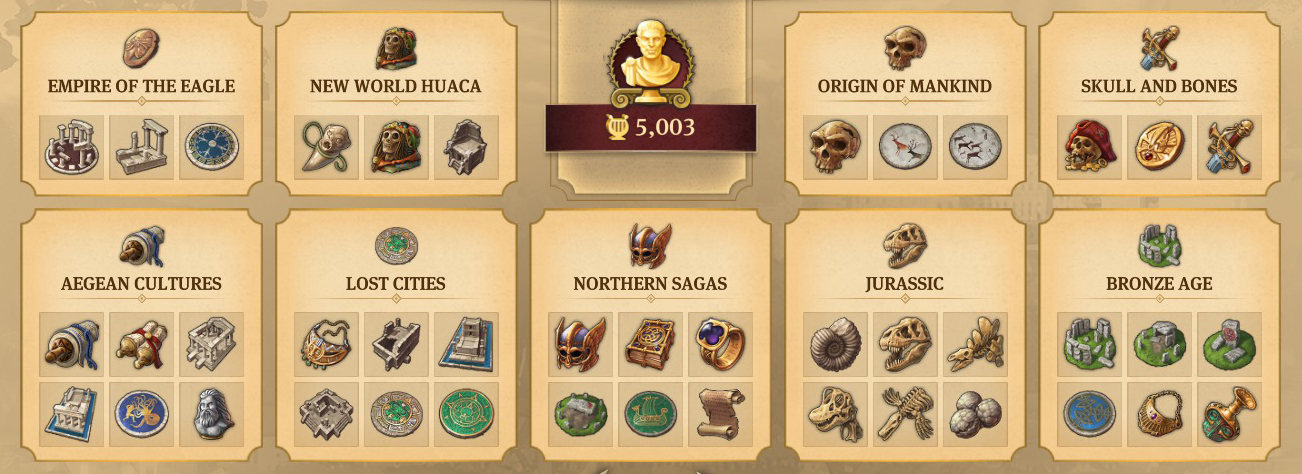 EMPIRE OF THE EAGLE
NEW WORLD HUACA
5,003
ORIGIN OF MANKIND
SKULL AND BONES
AEGEAN CULTURES
LOST CITIES
NORTHERN SAGAS
JURASSIC
BRONZE AGE